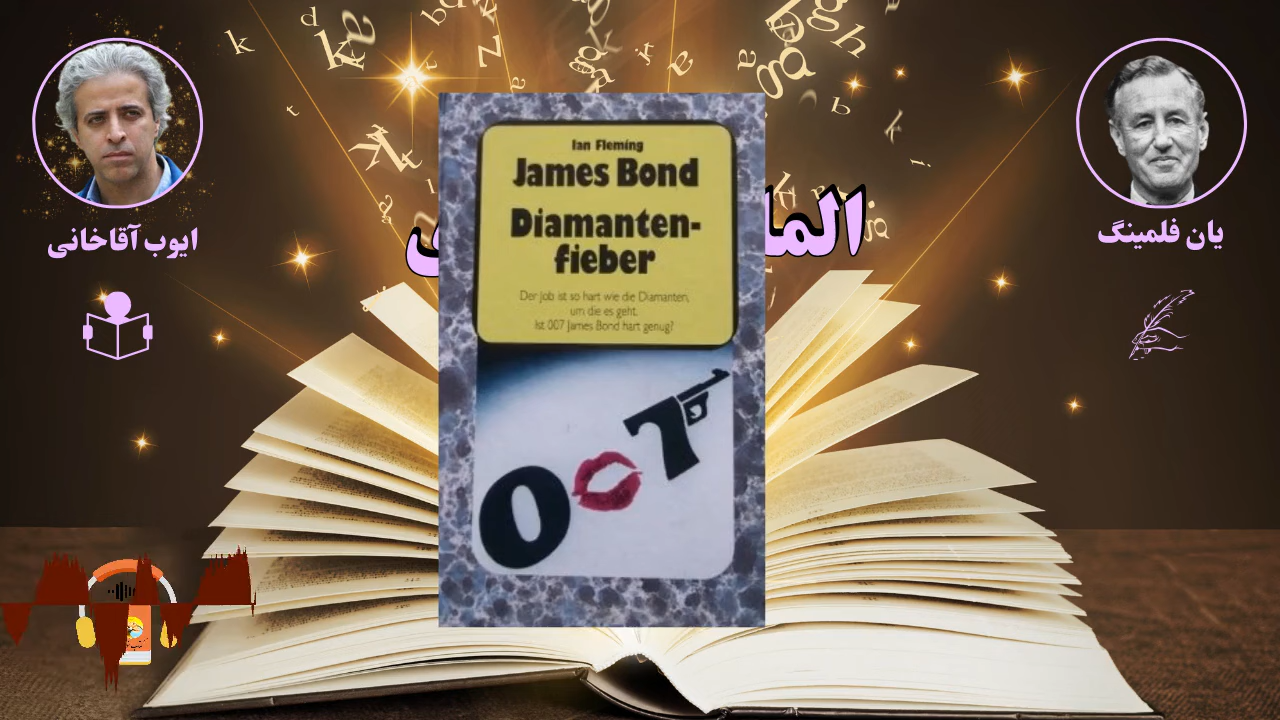 Ian Fleming
James Bond
Diamanten-
fieber
Der Job ist so hart wie die Diamanten,
um die es geht.
Ist 007 James Bond hart genug?
007
ایوب آقاخانی
یان فلمینگ